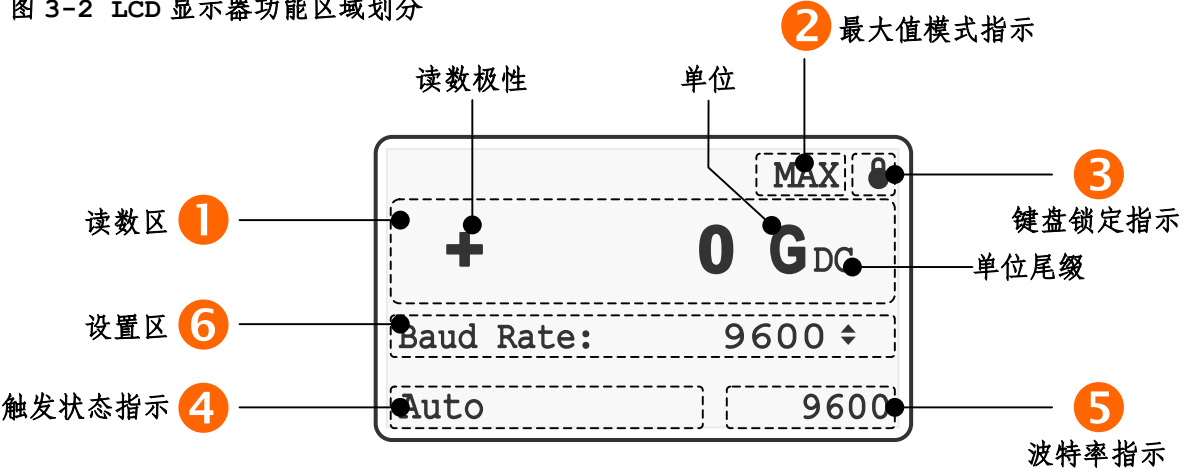 图 3-2 LCD 显示器功能区域划分
2 最大值模式指示
读数极性
单位
MAX
3
键盘锁定指示
读数区 1
+ 0 G DC
单位尾缀
设置区 6
Baud Rate: 9600
触发状态指示 4
Auto 9600
5
波特率指示